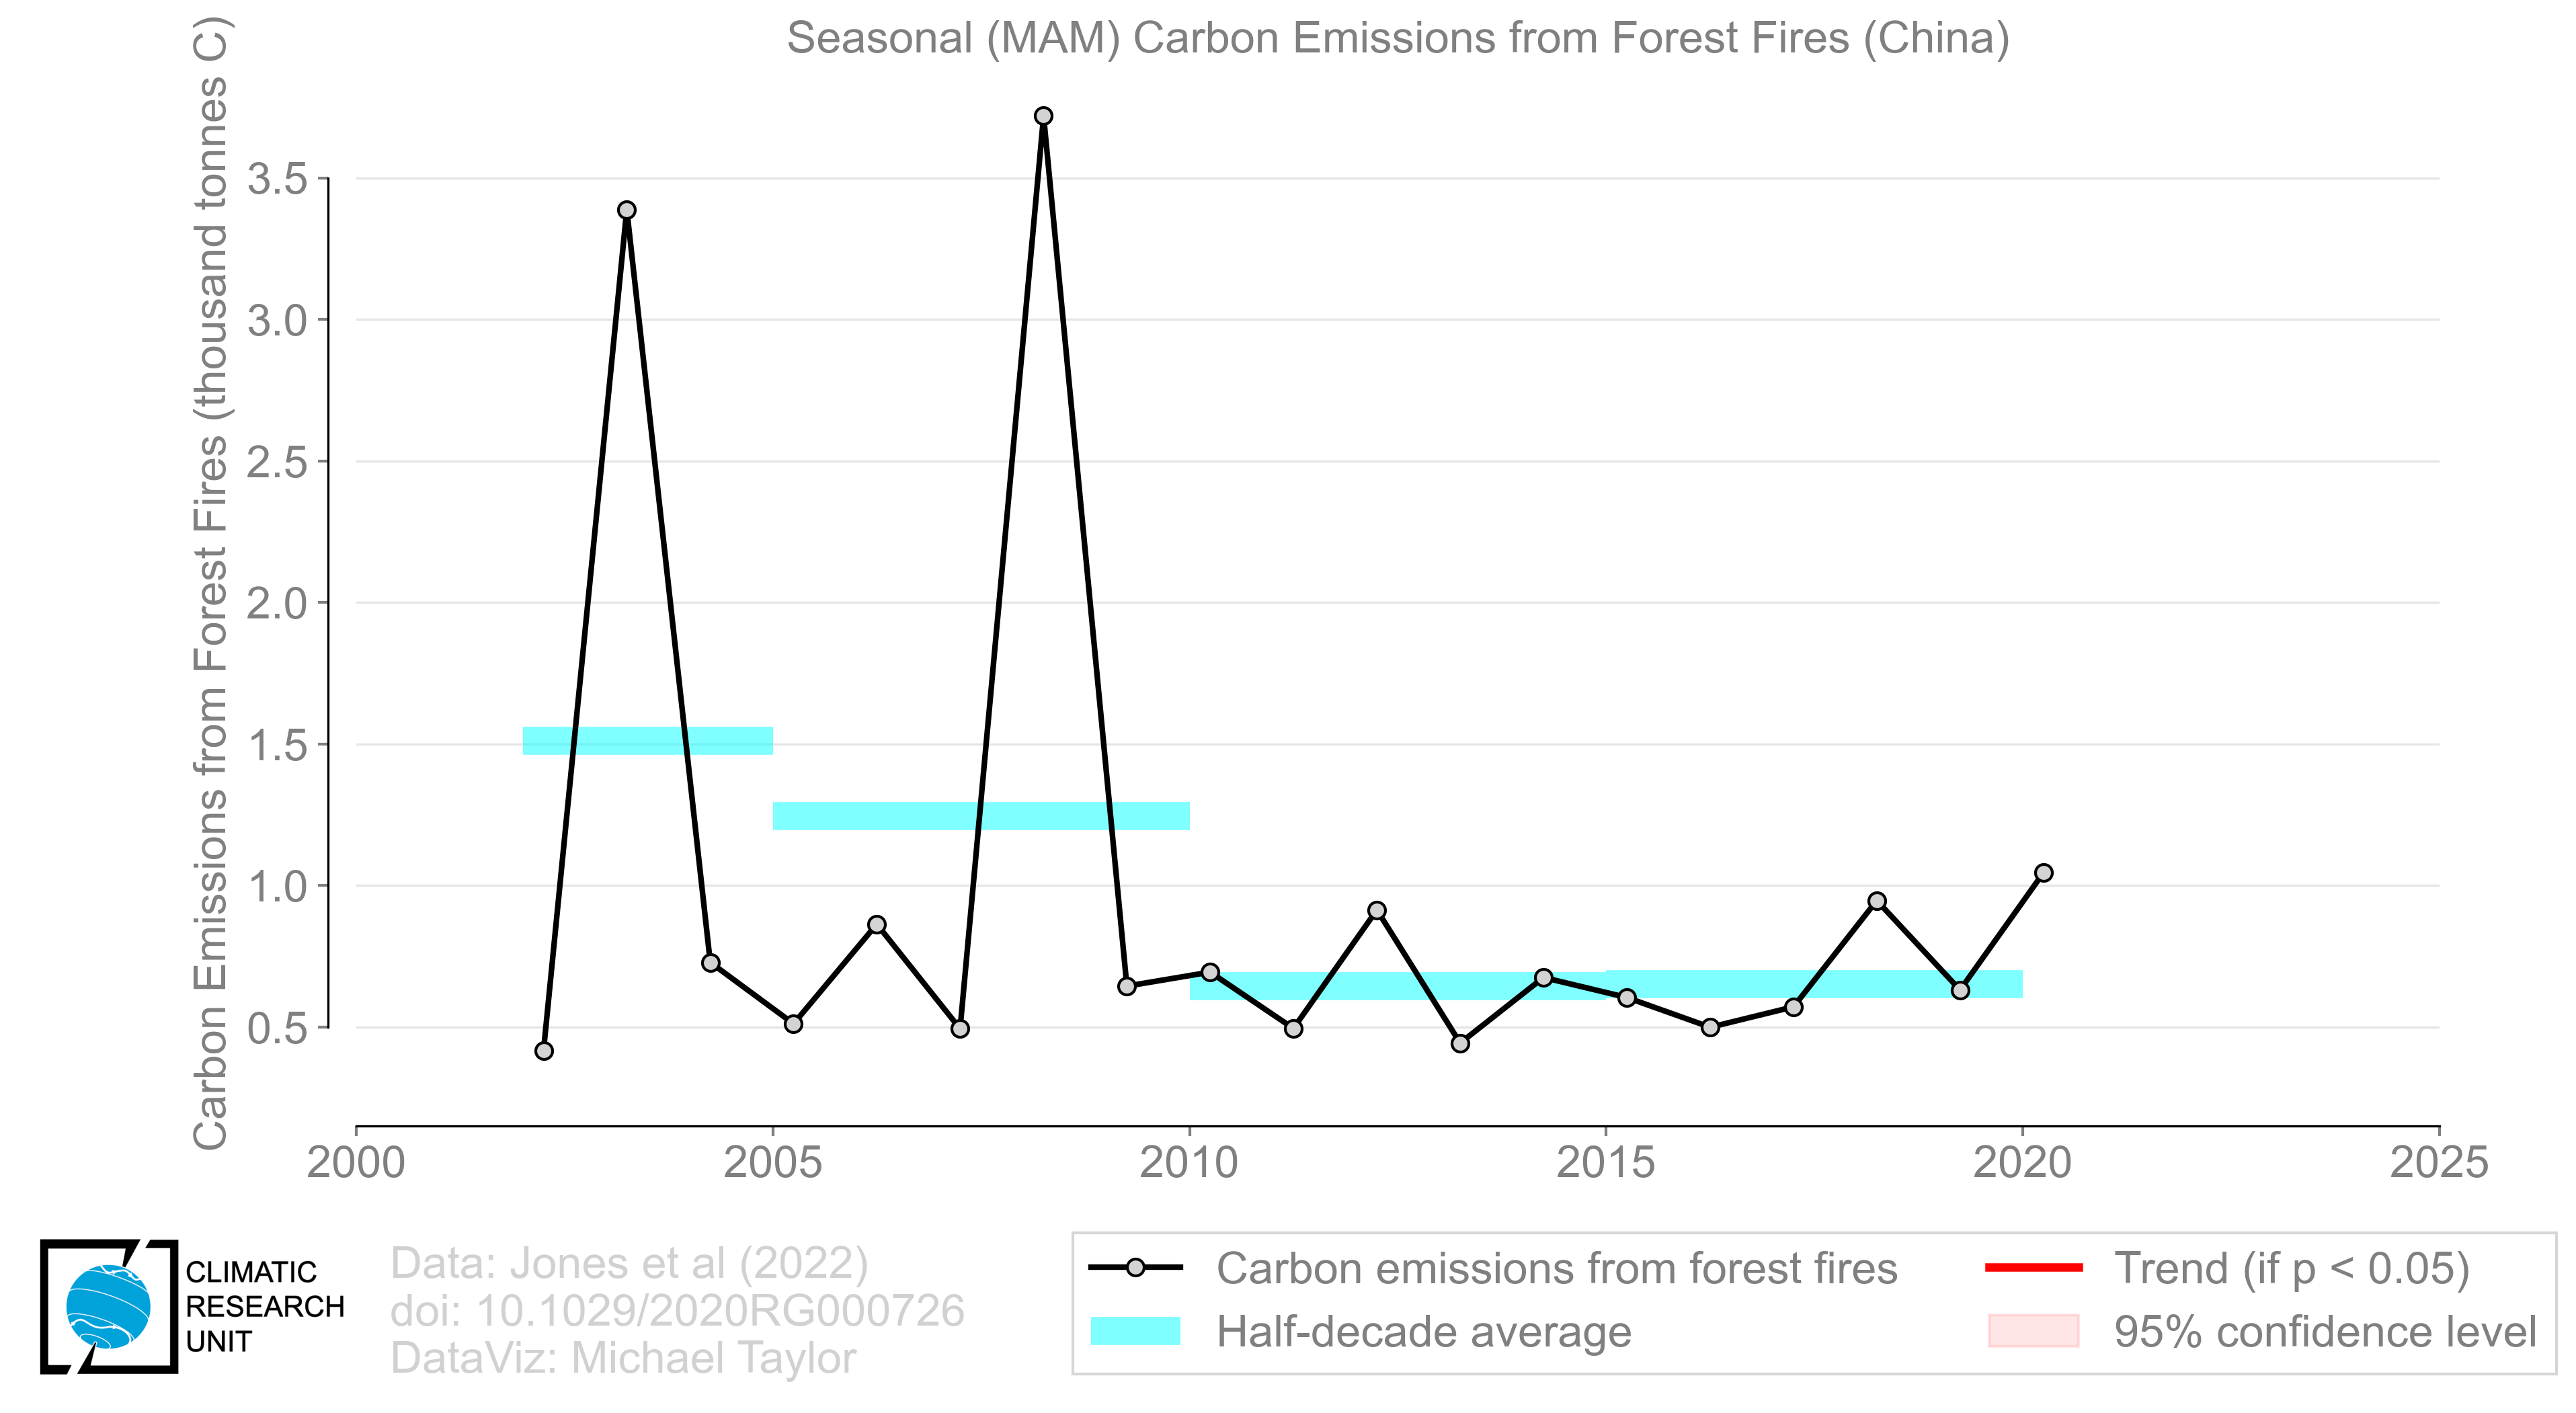 Seasonal (MAM) Carbon Emissions from Forest Fires (China)
Carbon Emissions from Forest Fires (thousand tonnes C)
3.5
3.0
2.5
2.0
1.5
1.0
0.5
2000 2005 2010 2015 2020 2025
CLIMATIC
RESEARCH
UNIT
Data: Jones et al (2022)
doi: 10.1029/2020RG000726
DataViz: Michael Taylor
Carbon emissions from forest fires
Half-decade average
Trend (if p < 0.05)
95% confidence level